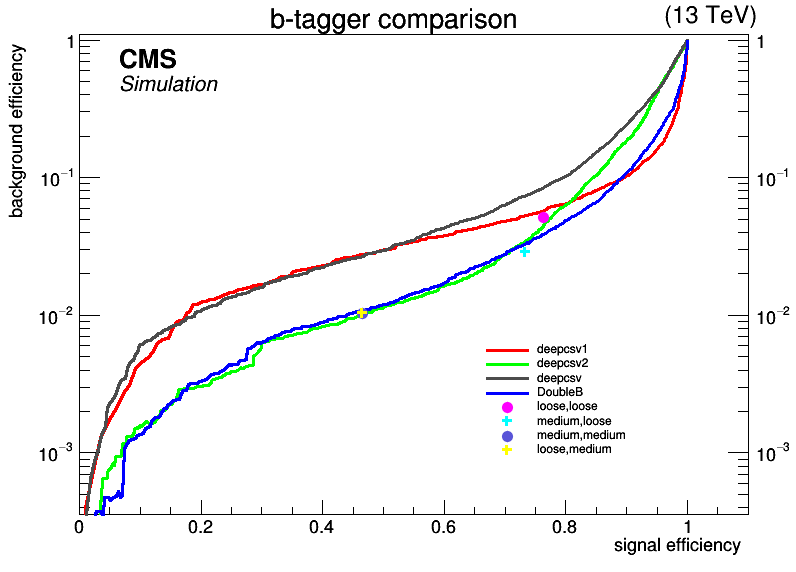 b-tagger comparison
(13 TeV)
CMS
Simulation
background efficiency
1
10⁻¹
10⁻²
10⁻³
1
10⁻¹
10⁻²
10⁻³
deepcsv1
deepcsv2
deepcsv
DoubleB
loose,loose
medium,loose
medium,medium
loose,medium
0 0.2 0.4 0.6 0.8 1
signal efficiency